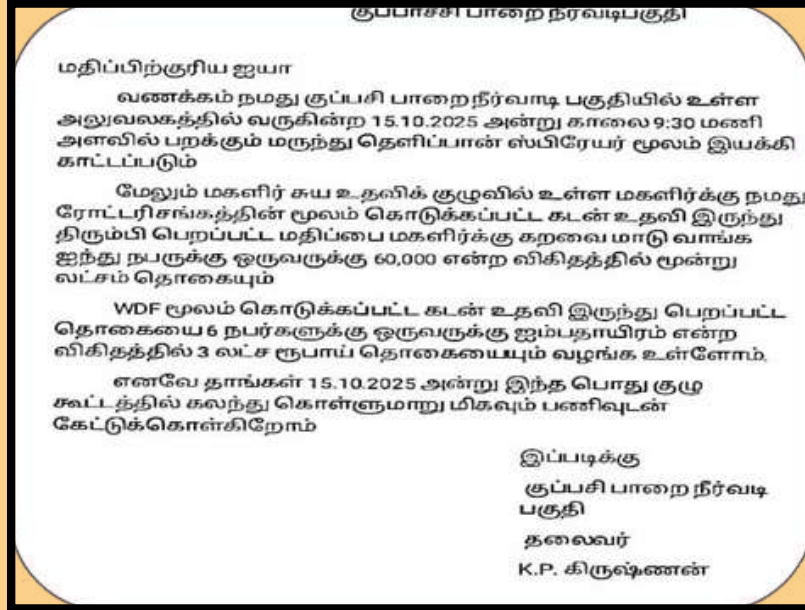 குப்பாச்சி பாறை நீர்வடிபகுதி
மதிப்பிற்குரிய ஐயா
வணக்கம் நமது குப்பசி பாறைநீர்வாடி பகுதியில் உள்ள
அலுவலகத்தில் வருகின்ற 15.10.2025 அன்று காலை 9:30 மணி
அளவில் பறக்கும் மருந்து தெளிப்பான் ஸ்பிரேயர் மூலம் இயக்கி
காட்டப்படும்
மேலும் மகளிர் சுய உதவிக் குழுவில் உள்ள மகளிர்க்கு நமது
ரோட்டரிசங்கத்தின் மூலம் கொடுக்கப்பட்ட கடன் உதவி இருந்து
திரும்பி பெறப்பட்ட மதிப்பை மகளிர்க்கு கறவை மாடு வாங்க
ஐந்து நபருக்கு ஒருவருக்கு 60,000 என்ற விகிதத்தில் மூன்று
லட்சம் தொகையும்
WDF மூலம் கொடுக்கப்பட்ட கடன் உதவி இருந்து பெறப்பட்ட
தொகையை 6 நபர்களுக்கு ஒருவருக்கு ஐம்பதாயிரம் என்ற
விகிதத்தில் 3 லட்ச ரூபாய் தொகையையும் வழங்க உள்ளோம்.
எனவே தாங்கள் 15.10.2025 அன்று இந்த பொது குழு
கூட்டத்தில் கலந்து கொள்ளுமாறு மிகவும் பணிவுடன்
கேட்டுக்கொள்கிறோம்
இப்படிக்கு
குப்பசி பாறை நீர்வடி
பகுதி
தலைவர்
K.P. கிருஷ்ணன்